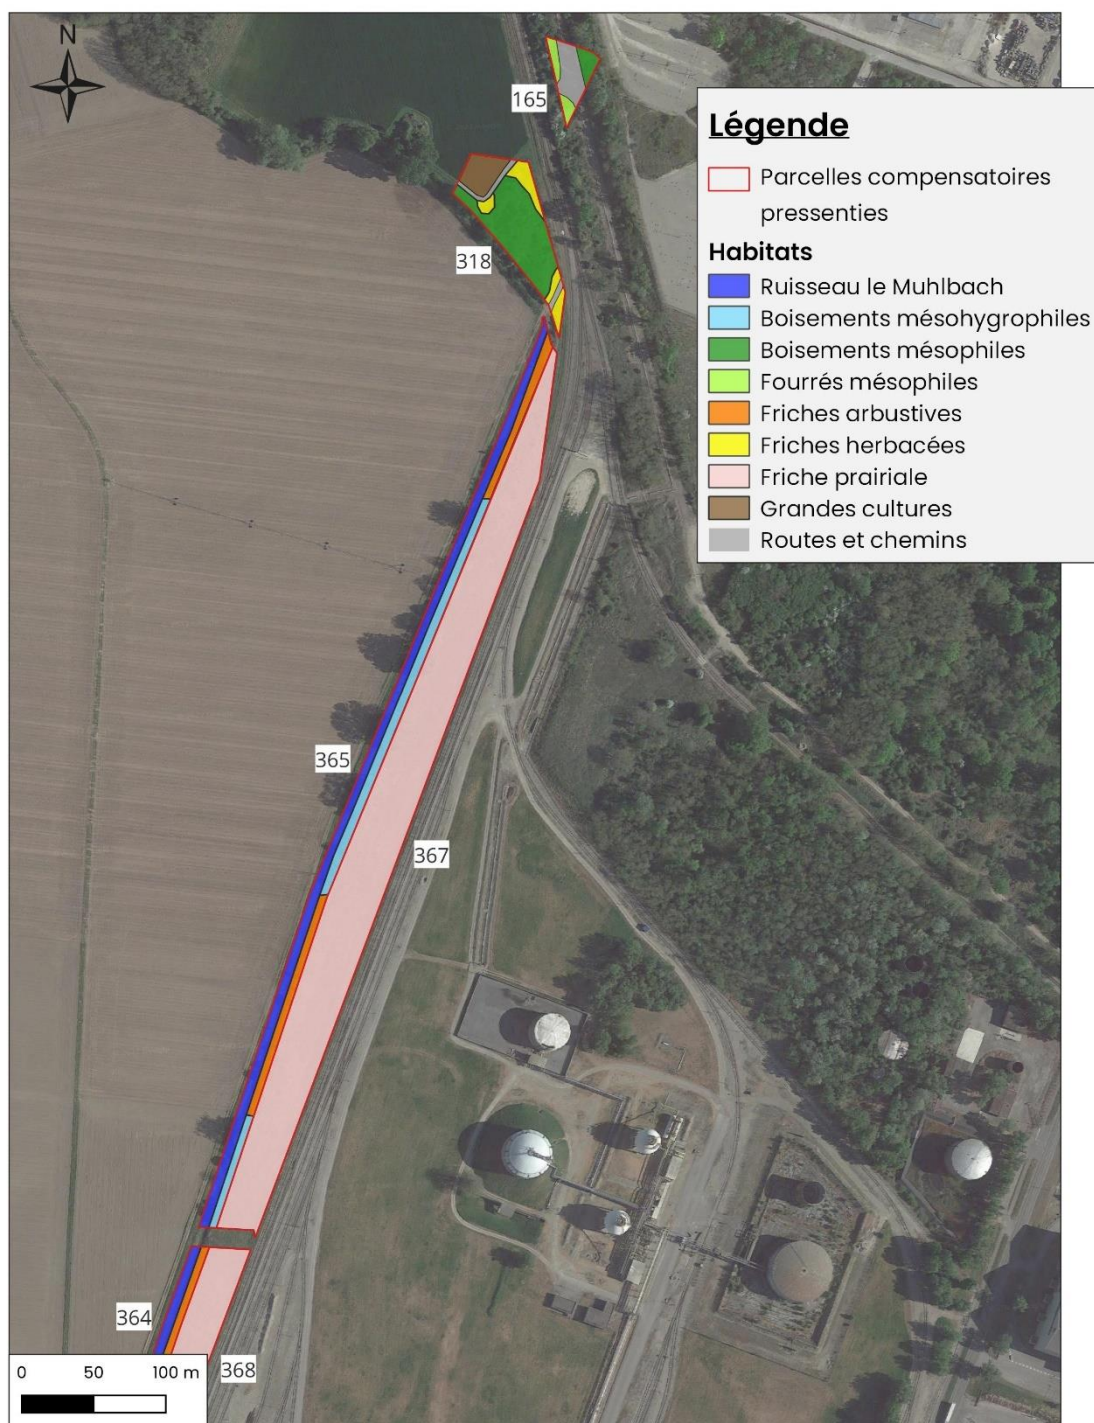 N
165
318
Légende
Parcelles compensatoires
pressenties
Habitats
Ruisseau le Muhlbach
Boisements mésohygrophiles
Boisements mésophiles
Fourrés mésophiles
Friches arbustives
Friches herbacées
Friche prairiale
Grandes cultures
Routes et chemins
365
367
364
368
0 50 100 m